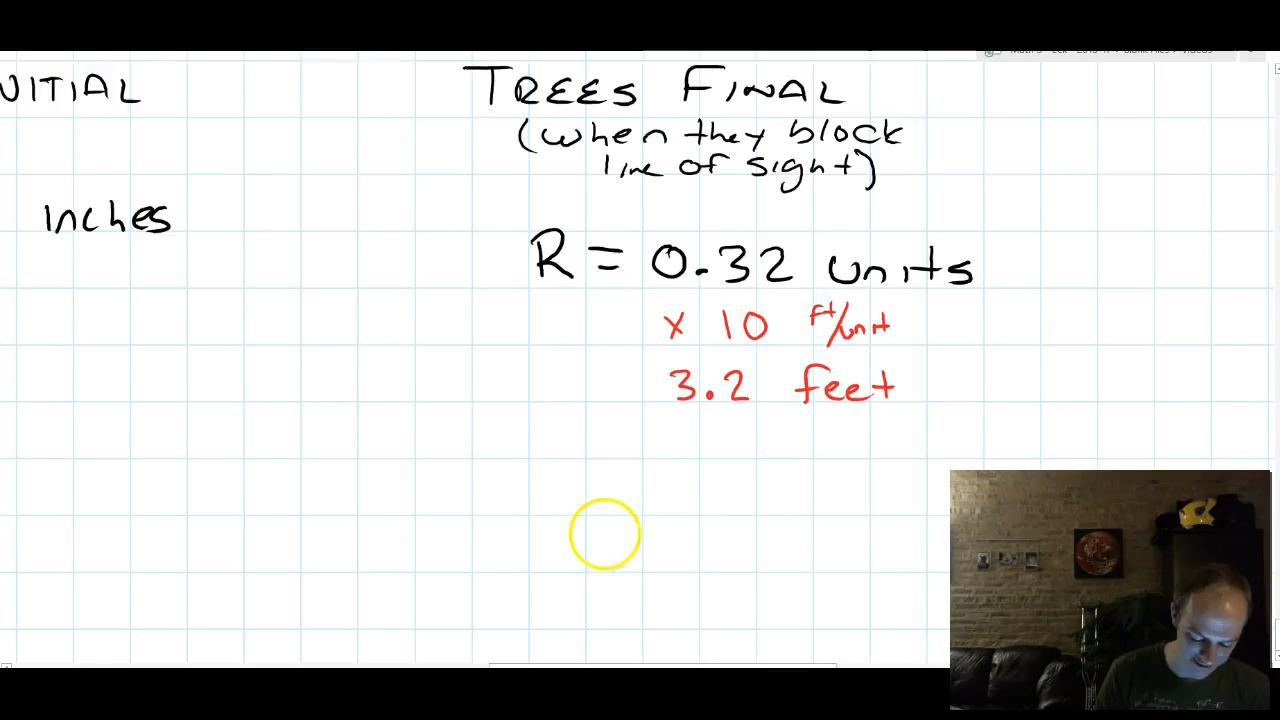 NITIAL
TREES FINAL
(when they block
line of sight)
inches
R = 0.32 units
x 10 ft/unit
3.2 feet